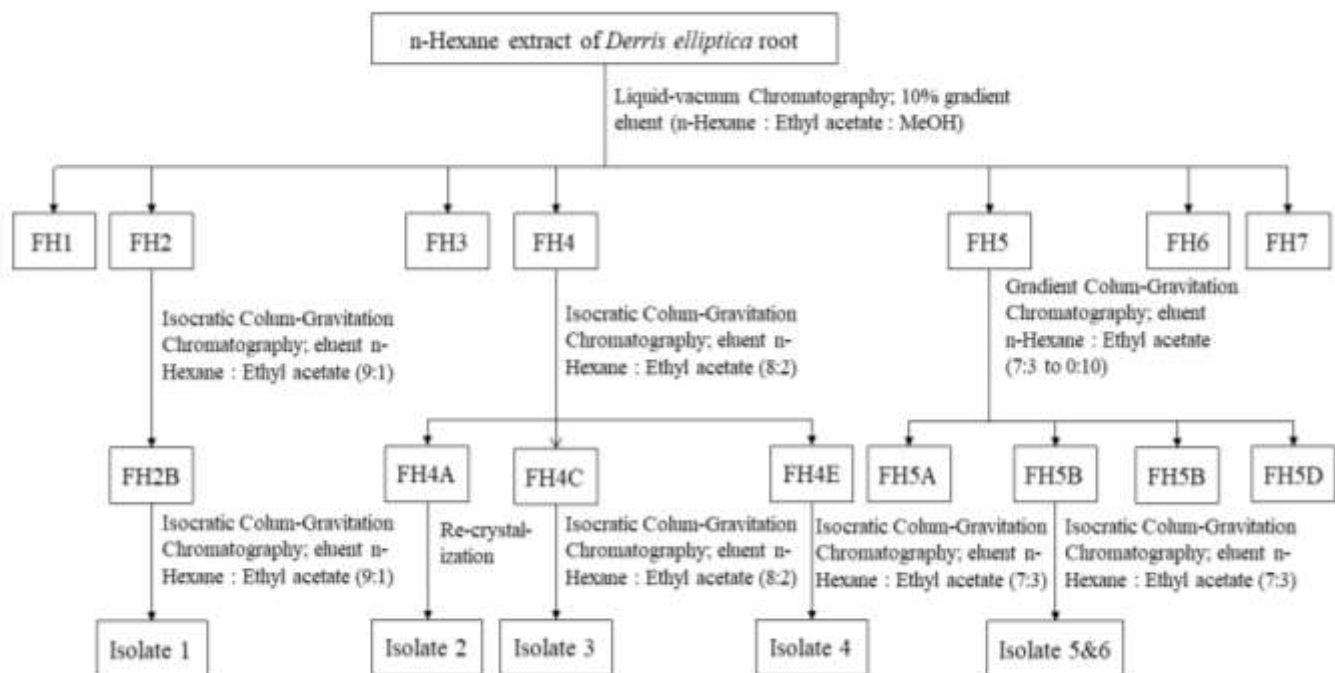 n-Hexane extract of Derris elliptica root
Liquid-vacuum Chromatography; 10% gradient
eluent (n-Hexane : Ethyl acetate : MeOH)
FH1
FH2
FH3
FH4
FH5
FH6
FH7
Isocratic Colum-Gravitation
Chromatography; eluent n-
Hexane : Ethyl acetate (9:1)
Isocratic Colum-Gravitation
Chromatography; eluent n-
Hexane : Ethyl acetate (8:2)
Gradient Colum-Gravitation
Chromatography; eluent
n-Hexane : Ethyl acetate
(7:3 to 0:10)
FH2B
FH4A
FH4C
FH4E
FH5A
FH5B
FH5B
FH5D
Isocratic Colum-Gravitation
Chromatography; eluent n-
Hexane : Ethyl acetate (9:1)
Re-crystal-
ization
Isocratic Colum-Gravitation
Chromatography; eluent n-
Hexane : Ethyl acetate (8:2)
Isocratic Colum-Gravitation
Chromatography; eluent n-
Hexane : Ethyl acetate (7:3)
Isocratic Colum-Gravitation
Chromatography; eluent n-
Hexane : Ethyl acetate (7:3)
Isolate 1
Isolate 2
Isolate 3
Isolate 4
Isolate 5&6